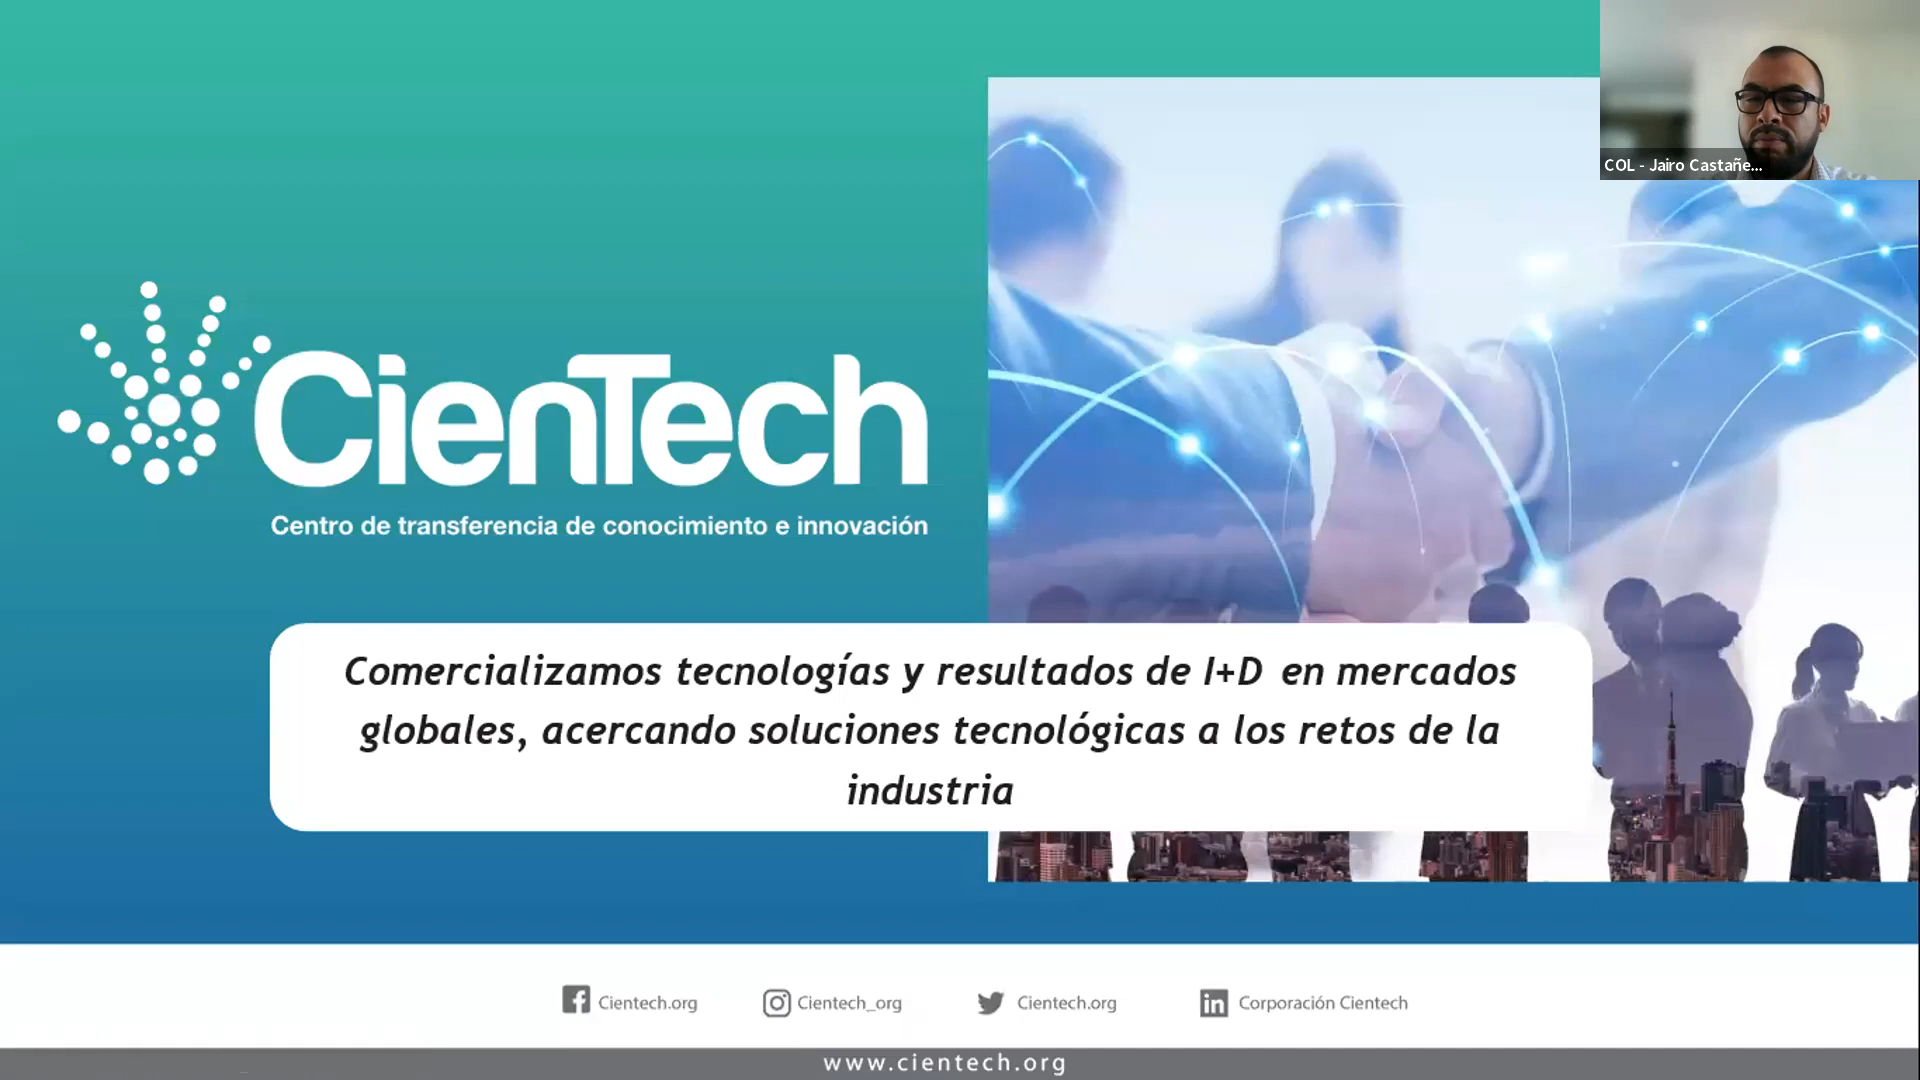 COL - Jairo Castañe...
CienTech
Centro de transferencia de conocimiento e innovación
Comercializamos tecnologías y resultados de I+D en mercados
globales, acercando soluciones tecnológicas a los retos de la
industria
Cientech.org
Cientech_org
Cientech.org
Corporación Cientech
www.cientech.org